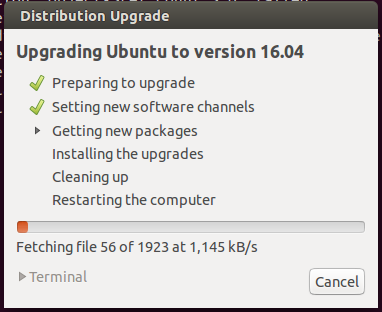 Distribution Upgrade
Upgrading Ubuntu to version 16.04
Preparing to upgrade
Setting new software channels
Getting new packages
Installing the upgrades
Cleaning up
Restarting the computer
Fetching file 56 of 1923 at 1,145 kB/s
Terminal
Cancel